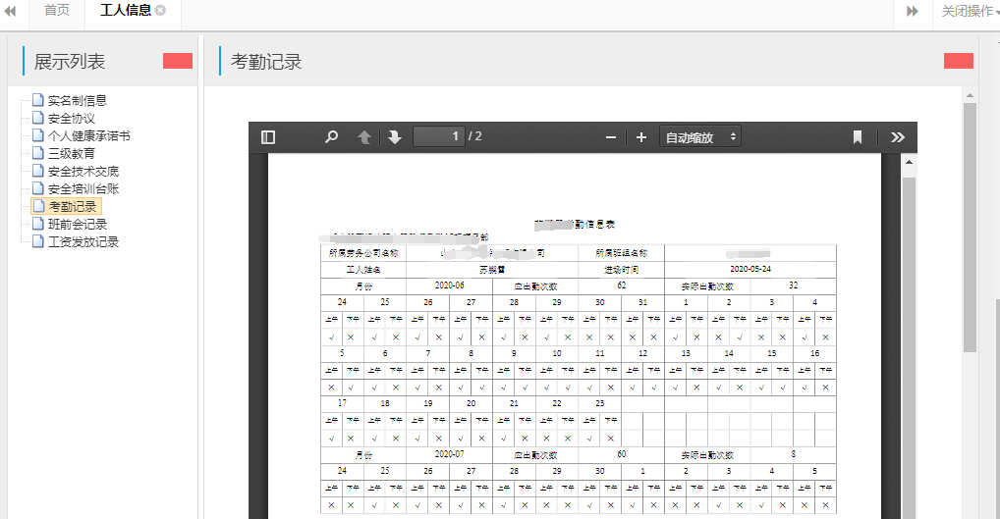 首页 工人信息 关闭操作
展示列表
考勤记录
实名制信息
安全协议
个人健康承诺书
三级教育
安全技术交底
安全培训台账
考勤记录
班前会记录
工资发放记录
1 / 2 自动缩放
勤信息表
部
所属劳务公司名称 公司 所属班组名称
工人姓名 进场时间 2020-05-24
月份 2020-06 应出勤次数 62 实际出勤次数 32
24 25 26 27 28 29 30 31 1 2 3 4
上午 下午 上午 下午 上午 下午 上午 下午 上午 下午 上午 下午 上午 下午 上午 下午 上午 下午 上午 下午 上午 下午 上午 下午
√ × √ × √ × √ × √ × √ × × × × × √ × × √ × × √ ×
5 6 7 8 9 10 11 12 13 14 15 16
上午 下午 上午 下午 上午 下午 上午 下午 上午 下午 上午 下午 上午 下午 上午 下午 上午 下午 上午 下午 上午 下午 上午 下午
× √ √ × √ × √ √ √ √ √ √ √ × √ √ √ × √ × √ √ √ ×
17 18 19 20 21 22 23
上午 下午 上午 下午 上午 下午 上午 下午 上午 下午 上午 下午 上午 下午
√ × √ × √ × √ × √ × × × √ ×
月份 2020-07 应出勤次数 60 实际出勤次数 8
24 25 26 27 28 29 30 1 2 3 4 5
上午 下午 上午 下午 上午 下午 上午 下午 上午 下午 上午 下午 上午 下午 上午 下午 上午 下午 上午 下午 上午 下午 上午 下午
× × √ × √ × √ × √ × × × √ × √ × × × √ × √ × × ×